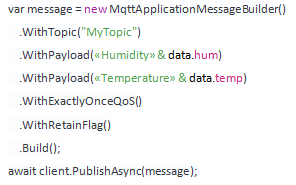 var message = new MqttApplicationMessageBuilder()
.WithTopic("MyTopic")
.WithPayload(«Humidity» & data.hum)
.WithPayload(«Temperature» & data.temp)
.WithExactlyOnceQoS()
.WithRetainFlag()
.Build();
await client.PublishAsync(message);